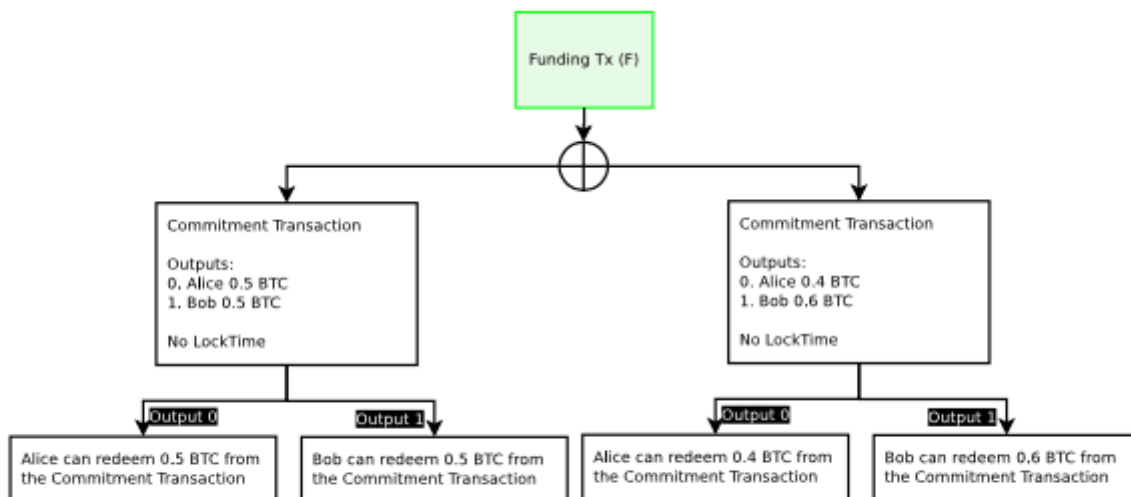 Funding Tx (F)
Commitment Transaction
Outputs:
0. Alice 0.5 BTC
1. Bob 0.5 BTC
No LockTime
Commitment Transaction
Outputs:
0. Alice 0.4 BTC
1. Bob 0.6 BTC
No LockTime
Output 0
Output 1
Output 0
Output 1
Alice can redeem 0.5 BTC from
the Commitment Transaction
Bob can redeem 0.5 BTC from
the Commitment Transaction
Alice can redeem 0.4 BTC from
the Commitment Transaction
Bob can redeem 0.6 BTC from
the Commitment Transaction